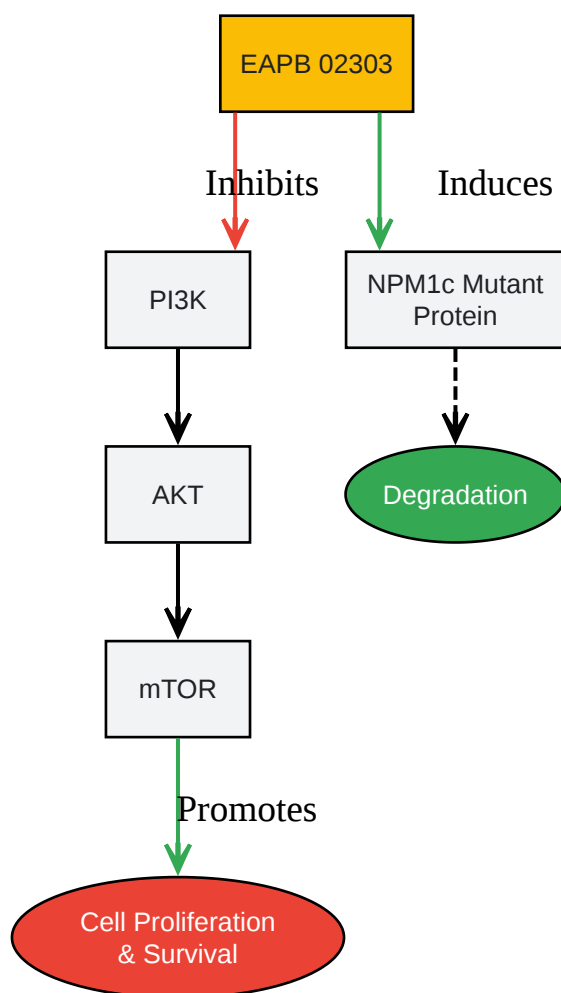 EAPB 02303
Inhibits
Induces
PI3K
NPM1c Mutant
Protein
AKT
Degradation
mTOR
Promotes
Cell Proliferation
& Survival